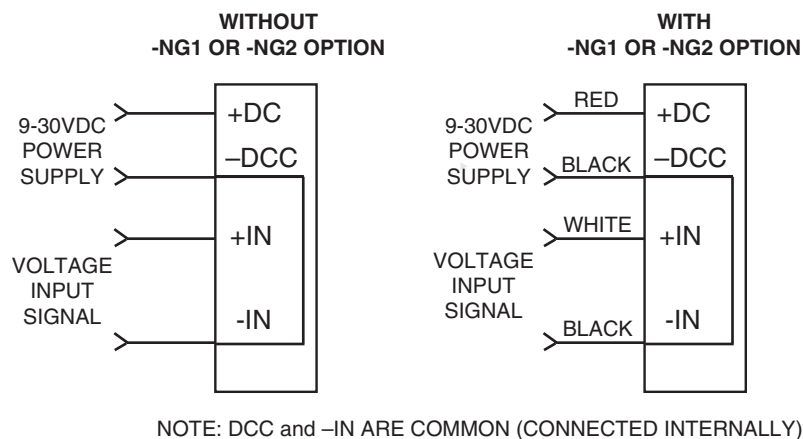 WITHOUT
-NG1 OR -NG2 OPTION
9-30VDC
POWER
SUPPLY
+DC
–DCC
VOLTAGE
INPUT
SIGNAL
+IN
-IN
WITH
-NG1 OR -NG2 OPTION
9-30VDC
POWER
SUPPLY
RED
+DC
–DCC
BLACK
WHITE
+IN
VOLTAGE
INPUT
SIGNAL
BLACK
-IN
NOTE: DCC and –IN ARE COMMON (CONNECTED INTERNALLY)